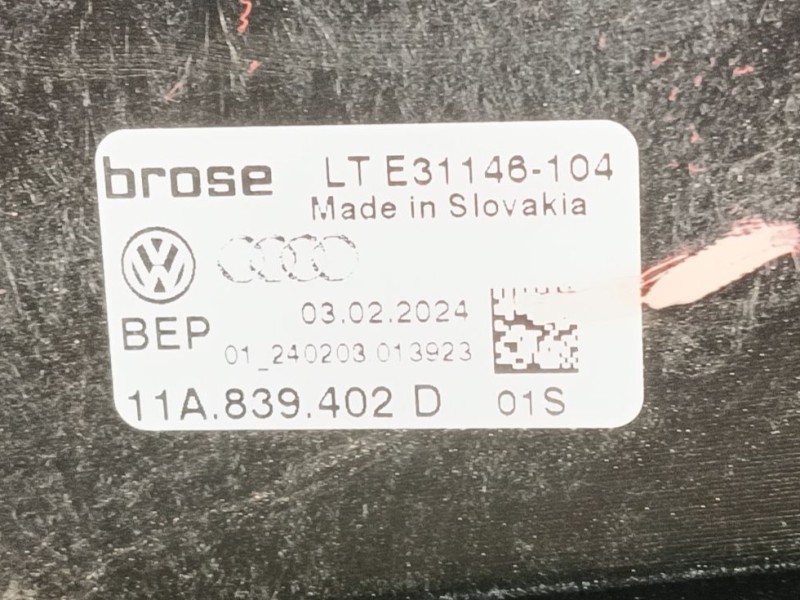 brose LT E31146-104
Made in Slovakia
03.02.2024
BEP
01_240203 013923
11A.839.402 D 01S